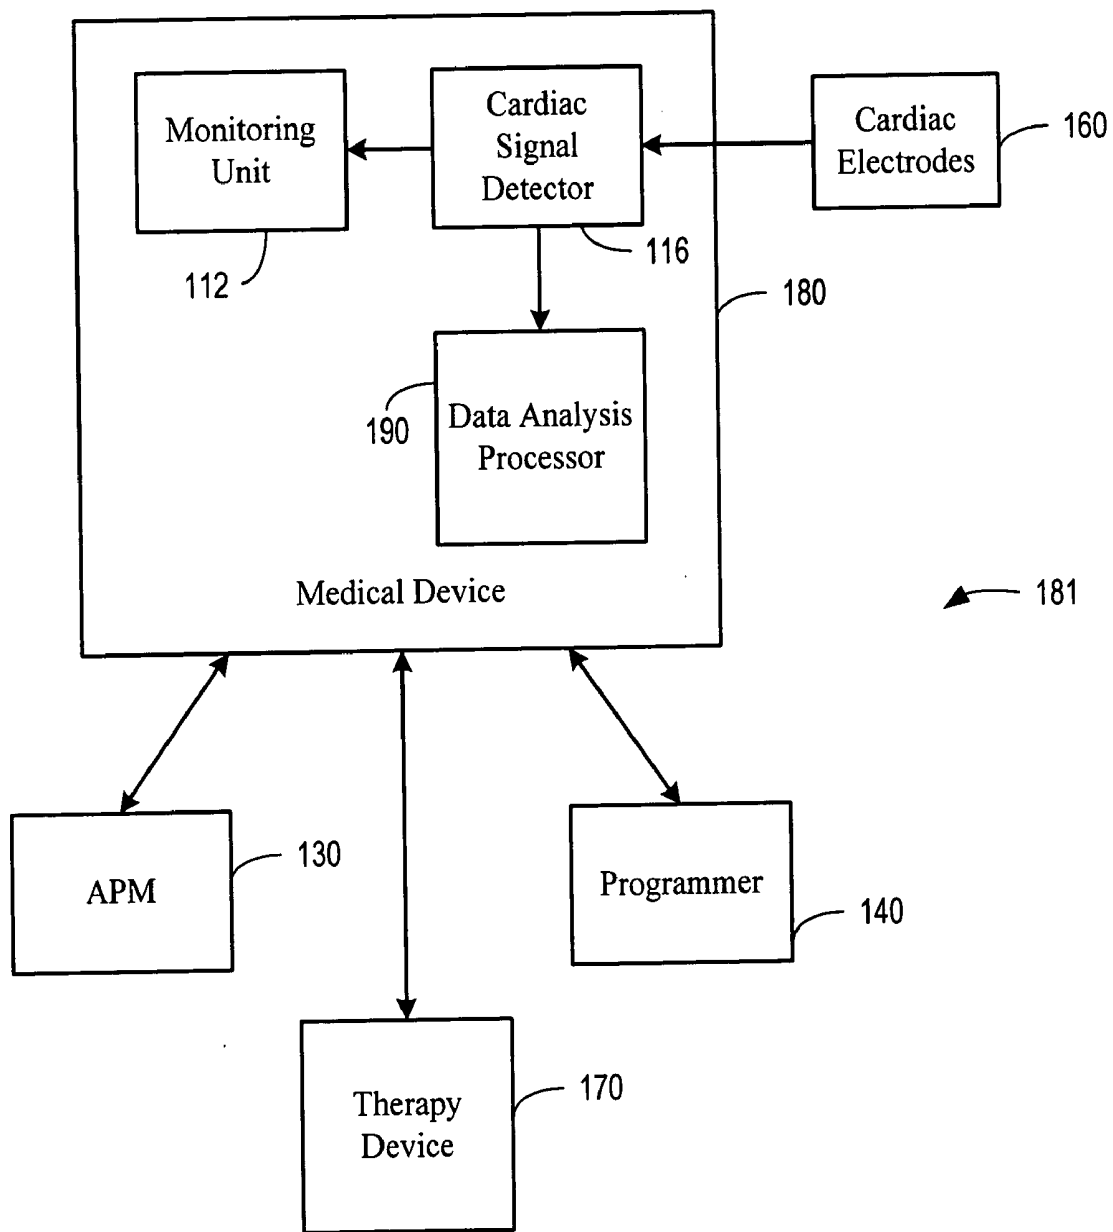 Monitoring
Unit
Cardiac
Signal
Detector
Cardiac
Electrodes
160
112
116
180
190
Data Analysis
Processor
Medical Device
181
APM
130
Programmer
140
Therapy
Device
170